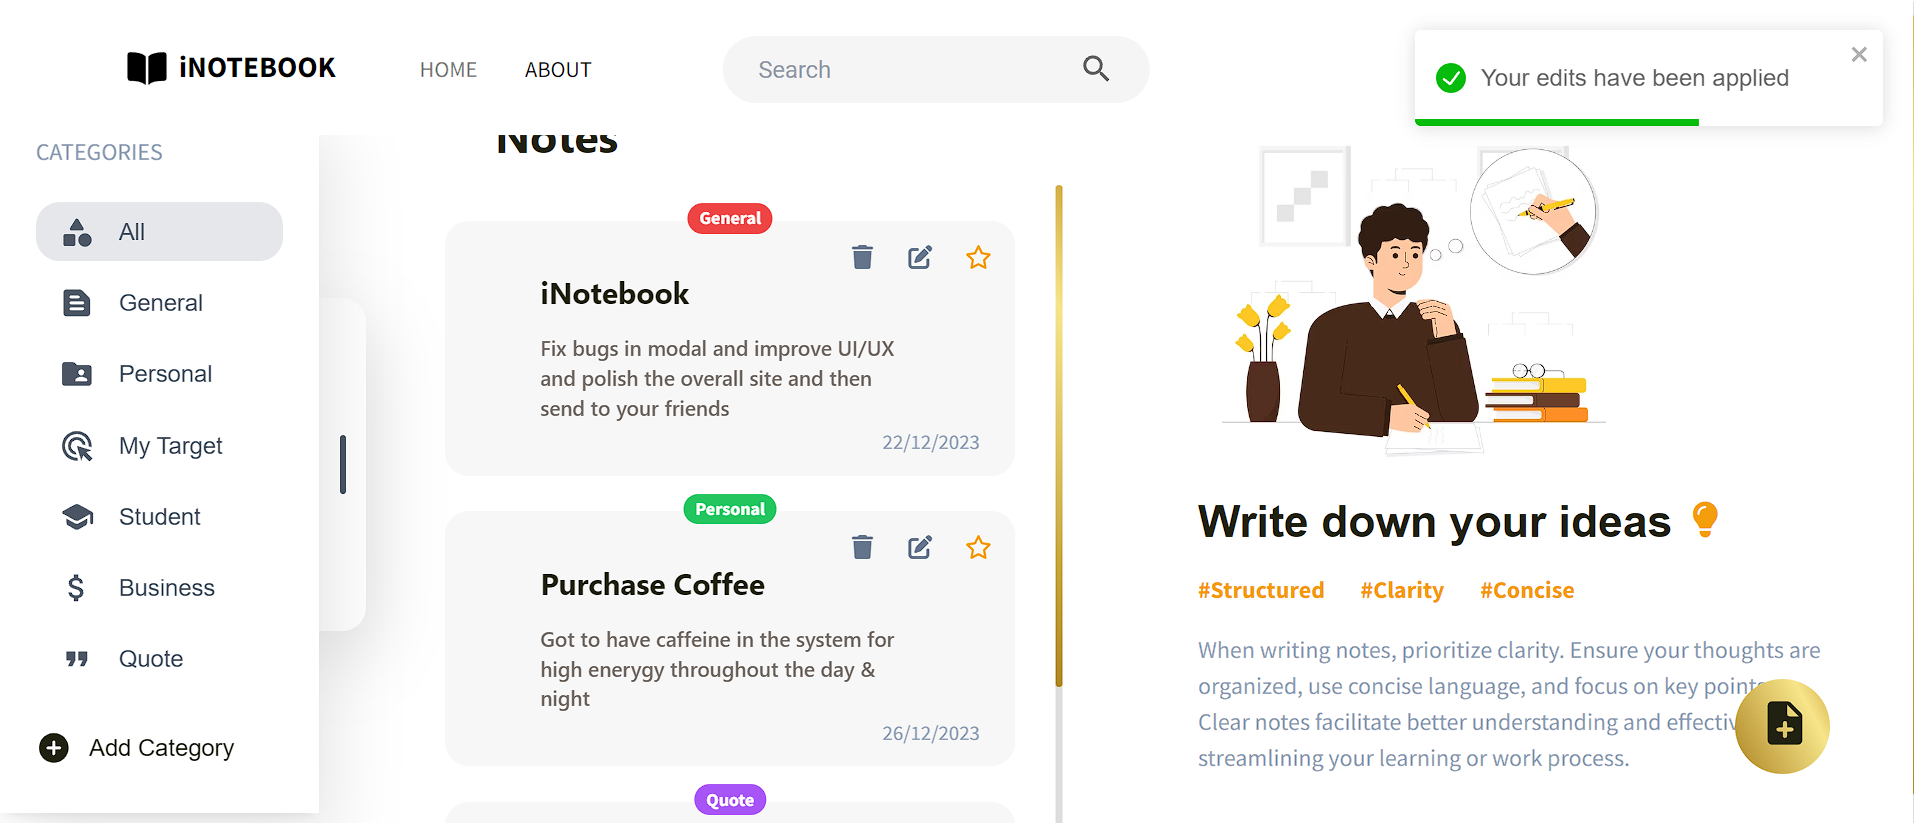 iNOTEBOOK
HOME
ABOUT
Search
Your edits have been applied
CATEGORIES
All
General
Personal
My Target
Student
Business
Quote
Add Category
Notes
General
iNotebook
Fix bugs in modal and improve UI/UX
and polish the overall site and then
send to your friends
22/12/2023
Personal
Purchase Coffee
Got to have caffeine in the system for
high enerygy throughout the day &
night
26/12/2023
Quote
Write down your ideas
#Structured #Clarity #Concise
When writing notes, prioritize clarity. Ensure your thoughts are
organized, use concise language, and focus on key
Clear notes facilitate better understanding and
streamlining your learning or work process.